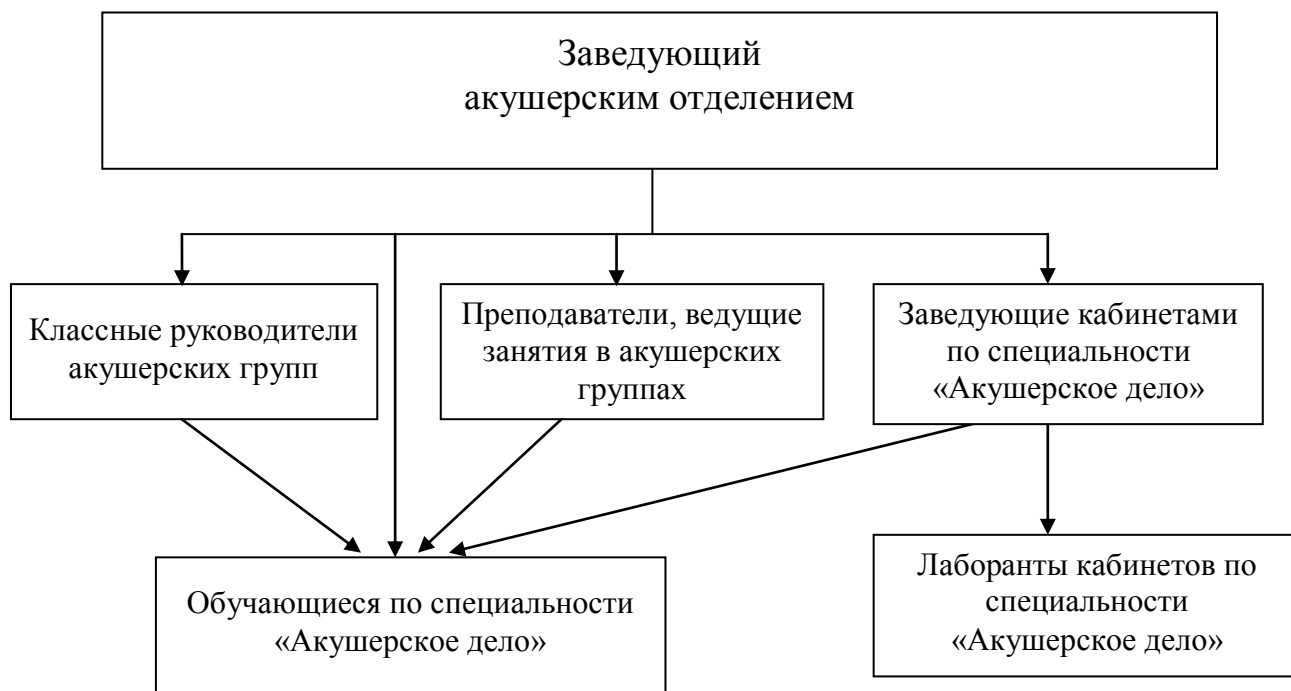 Заведующий
акушерским отделением
Классные руководители
акушерских групп
Преподаватели, ведущие
занятия в акушерских
группах
Заведующие кабинетами
по специальности
«Акушерское дело»
Обучающиеся по специальности
«Акушерское дело»
Лаборанты кабинетов по
специальности
«Акушерское дело»